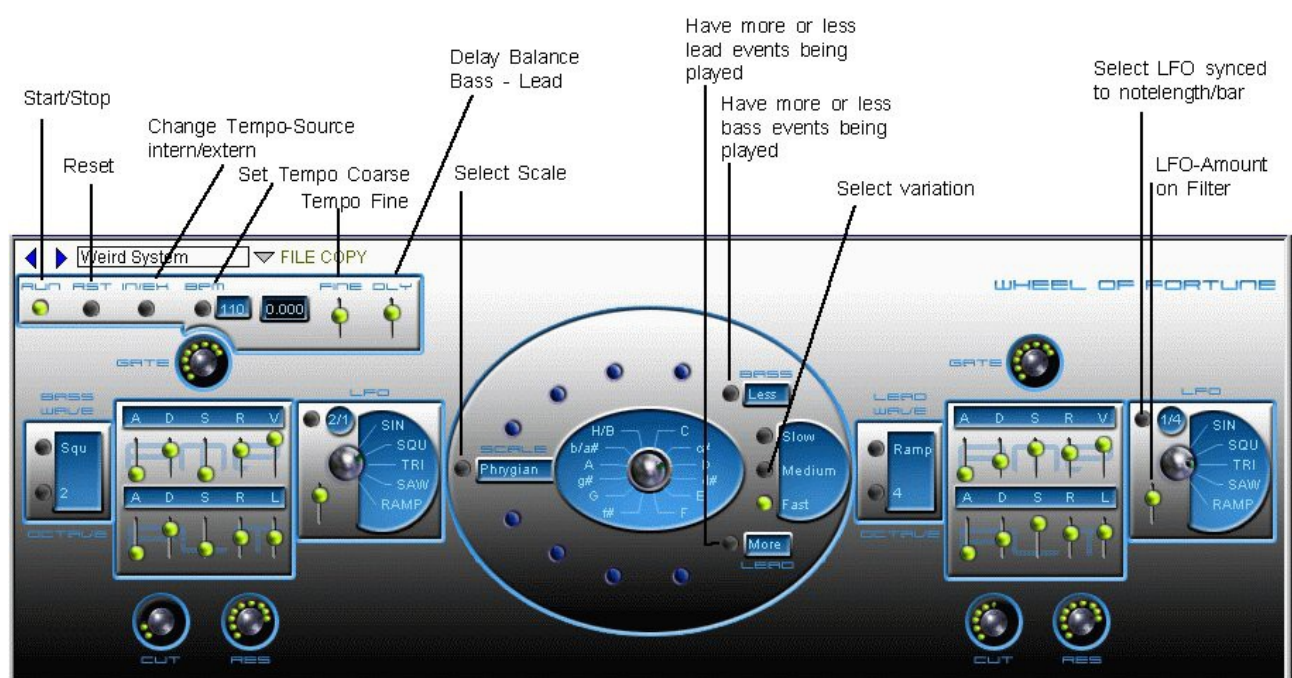 Have more or less
lead events being
played
Delay Balance
Bass - Lead
Select LFO synced
to notelength/bar
Start/Stop
Have more or less
bass events being
played
Change Tempo-Source
intern/extern
Reset
Set Tempo Coarse
Select Scale
LFO-Amount
on Filter
Select variation
Tempo Fine
Weird System
FILE COPY
RUN RST IN/EX BPM FINE DLY
110 0.000
WHEEL OF FORTUNE
GATE
BASS
WAVE
Squ
2
OCTAVE
A D S R V
AMP
A D S R L
FLT
LFO
2/1
SIN
SQU
TRI
SAW
RAMP
CUT RES
SCALE
Phrygian
H/B C
b/a# c#
A D
g# d#
G E
f# F
BASS
Less
Slow
Medium
Fast
More
LEAD
GATE
LEAD
WAVE
Ramp
4
OCTAVE
A D S R V
AMP
A D S R L
FLT
LFO
1/4
SIN
SQU
TRI
SAW
RAMP
CUT RES